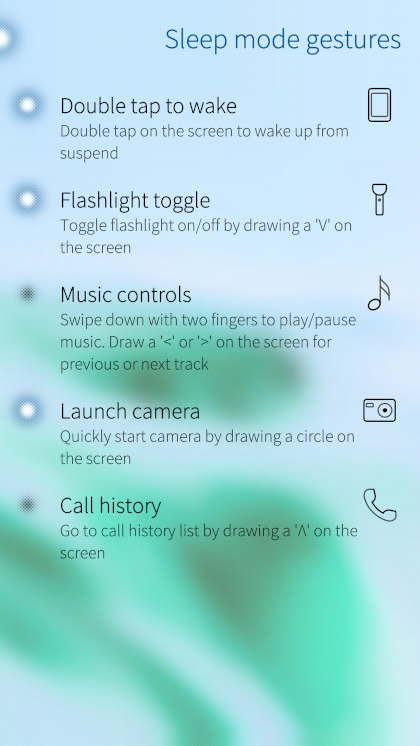 Sleep mode gestures
Double tap to wake
Double tap on the screen to wake up from
suspend
Flashlight toggle
Toggle flashlight on/off by drawing a 'V' on
the screen
Music controls
Swipe down with two fingers to play/pause
music. Draw a '<' or '>' on the screen for
previous or next track
Launch camera
Quickly start camera by drawing a circle on
the screen
Call history
Go to call history list by drawing a 'Λ' on the
screen